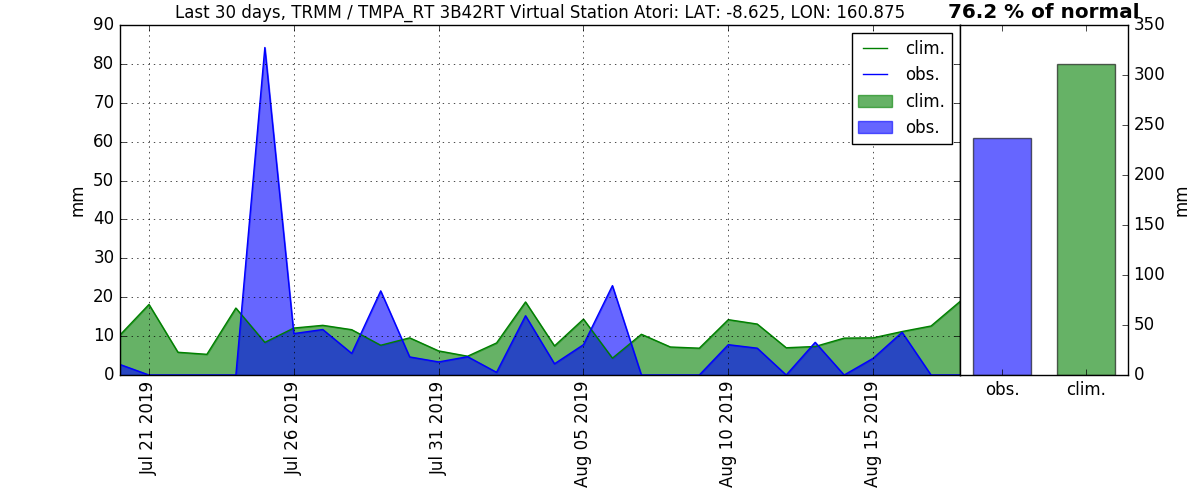 Last 30 days, TRMM / TMPA_RT 3B42RT Virtual Station Atori: LAT: -8.625, LON: 160.875
76.2 % of normal
90
80
70
60
50
40
30
20
10
0
mm
clim.
obs.
clim.
obs.
350
300
250
200
150
100
50
0
mm
Jul 21 2019
Jul 26 2019
Jul 31 2019
Aug 05 2019
Aug 10 2019
Aug 15 2019
obs.
clim.